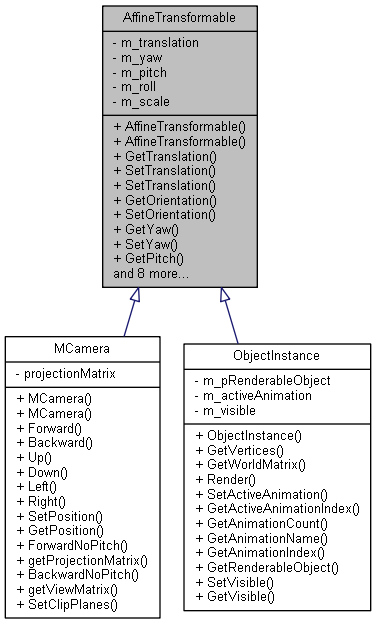 AffineTransformable
- m_translation
- m_yaw
- m_pitch
- m_roll
- m_scale
+ AffineTransformable()
+ AffineTransformable()
+ GetTranslation()
+ SetTranslation()
+ SetTranslation()
+ GetOrientation()
+ SetOrientation()
+ GetYaw()
+ SetYaw()
+ GetPitch()
and 8 more...
MCamera
- projectionMatrix
+ MCamera()
+ MCamera()
+ Forward()
+ Backward()
+ Up()
+ Down()
+ Left()
+ Right()
+ SetPosition()
+ GetPosition()
+ ForwardNoPitch()
+ getProjectionMatrix()
+ BackwardNoPitch()
+ getViewMatrix()
+ SetClipPlanes()
ObjectInstance
- m_pRenderableObject
- m_activeAnimation
- m_visible
+ ObjectInstance()
+ GetVertices()
+ GetWorldMatrix()
+ Render()
+ SetActiveAnimation()
+ GetActiveAnimationIndex()
+ GetAnimationCount()
+ GetAnimationName()
+ GetAnimationIndex()
+ GetRenderableObject()
+ SetVisible()
+ GetVisible()